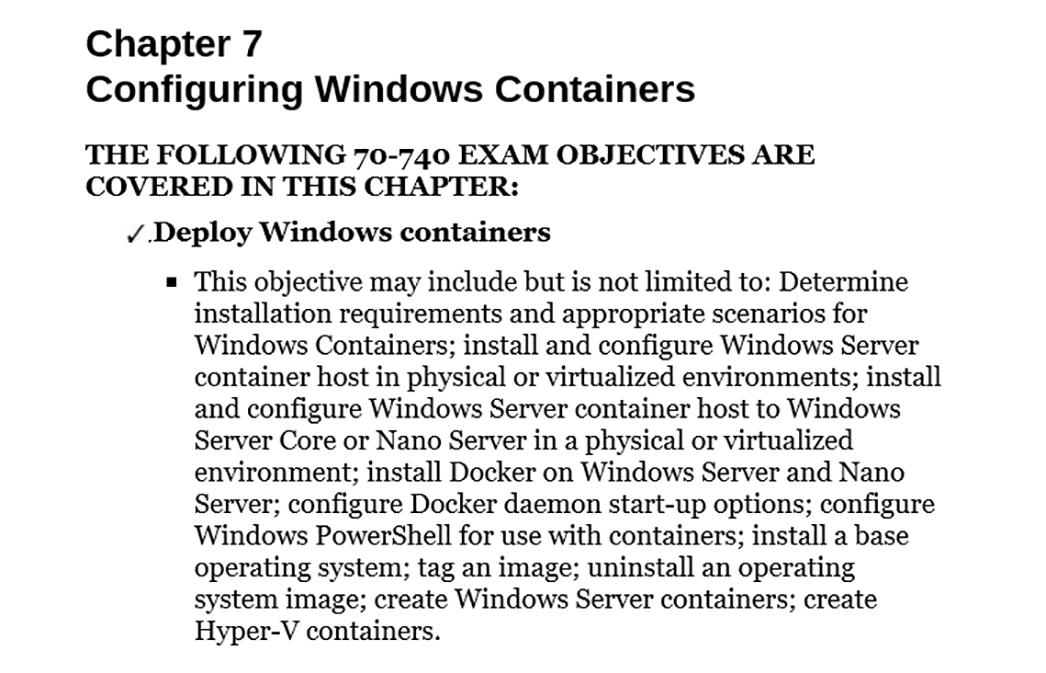 Chapter 7
Configuring Windows Containers
THE FOLLOWING 70-740 EXAM OBJECTIVES ARE
COVERED IN THIS CHAPTER:
✓.Deploy Windows containers
▪ This objective may include but is not limited to: Determine
installation requirements and appropriate scenarios for
Windows Containers; install and configure Windows Server
container host in physical or virtualized environments; install
and configure Windows Server container host to Windows
Server Core or Nano Server in a physical or virtualized
environment; install Docker on Windows Server and Nano
Server; configure Docker daemon start-up options; configure
Windows PowerShell for use with containers; install a base
operating system; tag an image; uninstall an operating
system image; create Windows Server containers; create
Hyper-V containers.